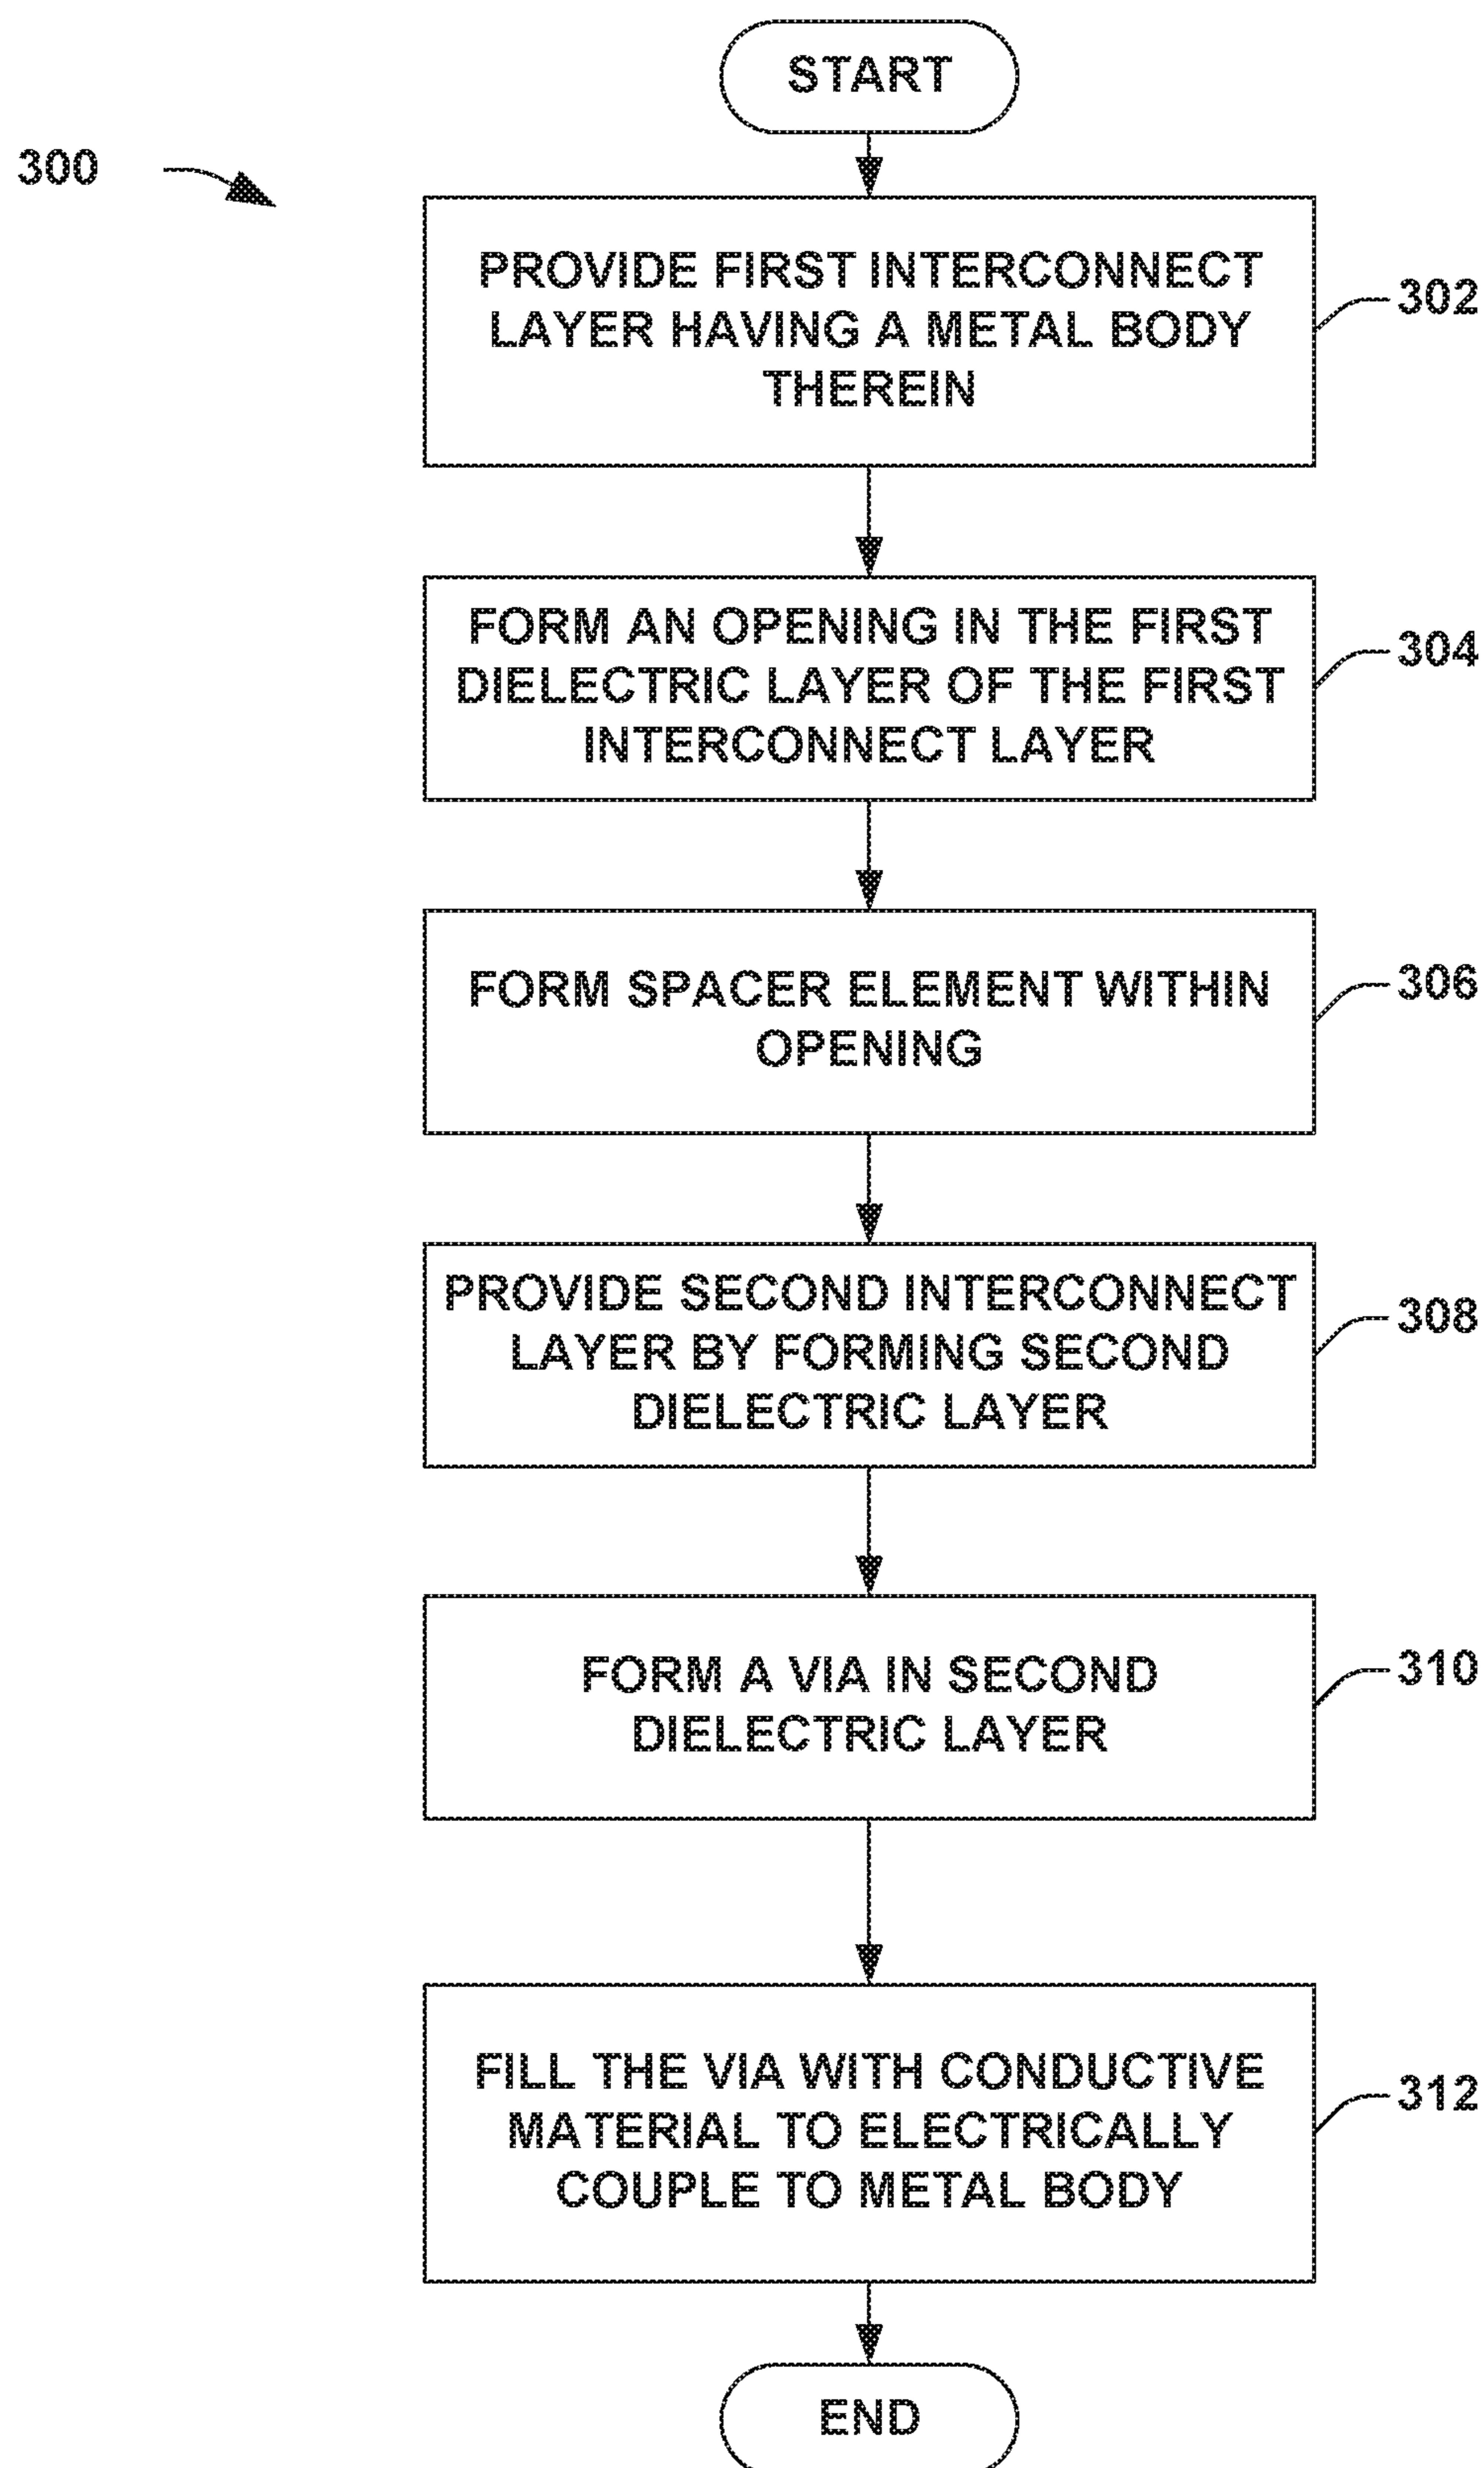 START
300
PROVIDE FIRST INTERCONNECT
LAYER HAVING A METAL BODY
THEREIN
302
FORM AN OPENING IN THE FIRST
DIELECTRIC LAYER OF THE FIRST
INTERCONNECT LAYER
304
FORM SPACER ELEMENT WITHIN
OPENING
306
PROVIDE SECOND INTERCONNECT
LAYER BY FORMING SECOND
DIELECTRIC LAYER
308
FORM A VIA IN SECOND
DIELECTRIC LAYER
310
FILL THE VIA WITH CONDUCTIVE
MATERIAL TO ELECTRICALLY
COUPLE TO METAL BODY
312
END